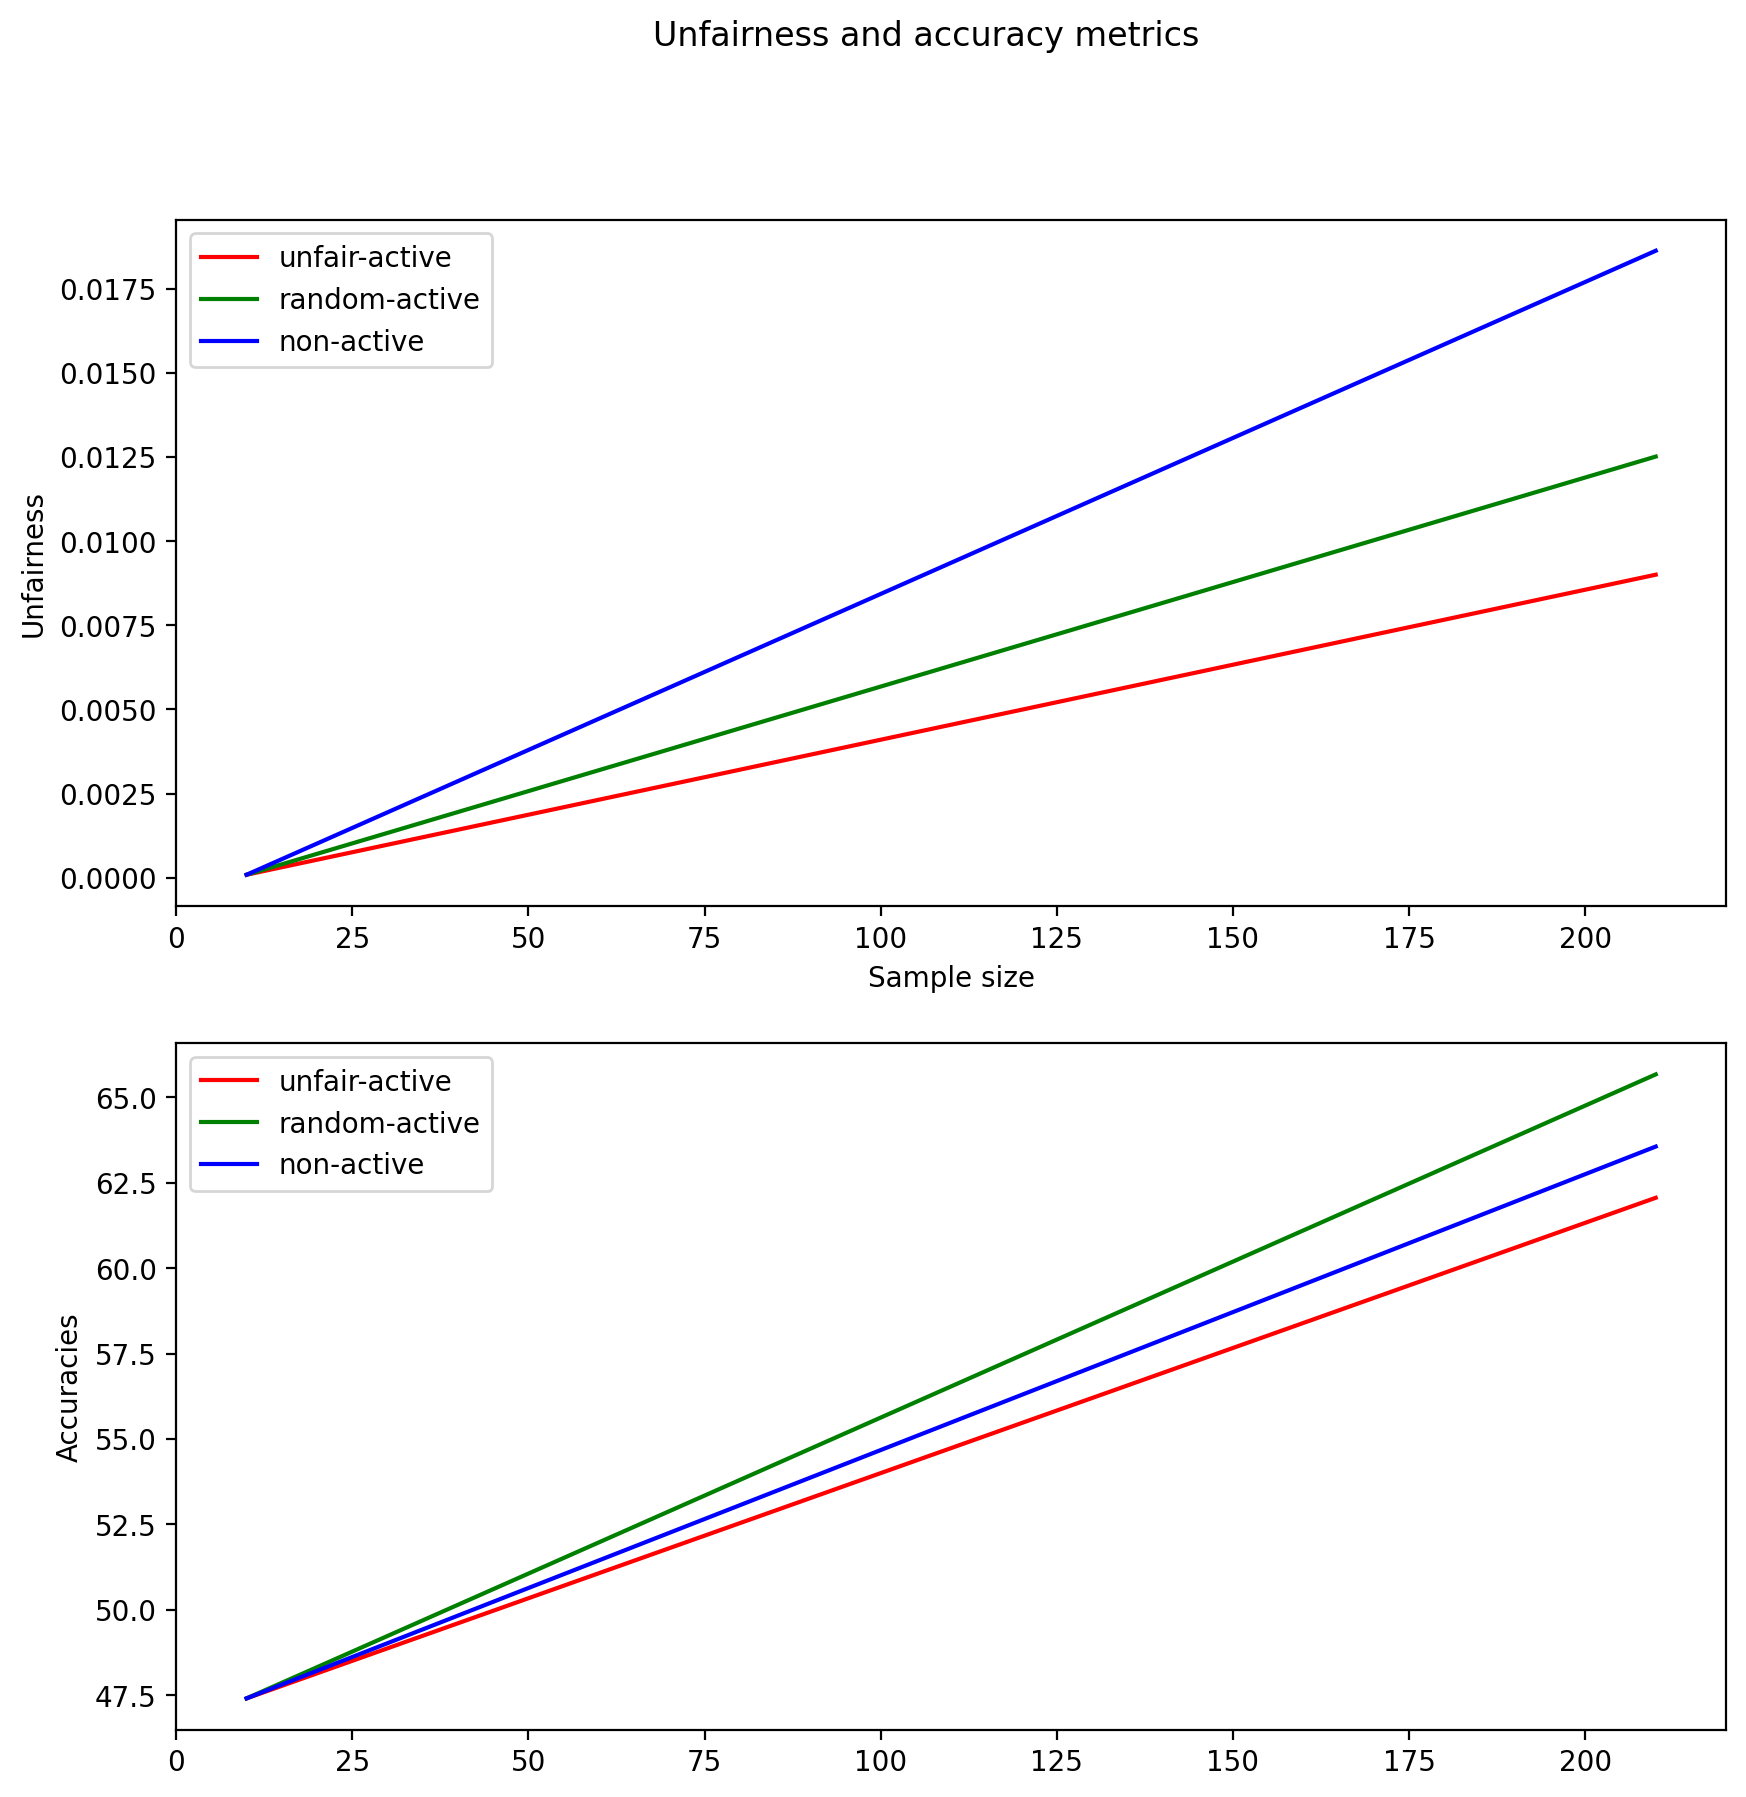 Unfairness and accuracy metrics
unfair-active
random-active
non-active
0.0175
0.0150
0.0125
0.0100
0.0075
0.0050
0.0025
0.0000
Unfairness
0 25 50 75 100 125 150 175 200
Sample size
unfair-active
random-active
non-active
65.0
62.5
60.0
57.5
55.0
52.5
50.0
47.5
Accuracies
0 25 50 75 100 125 150 175 200